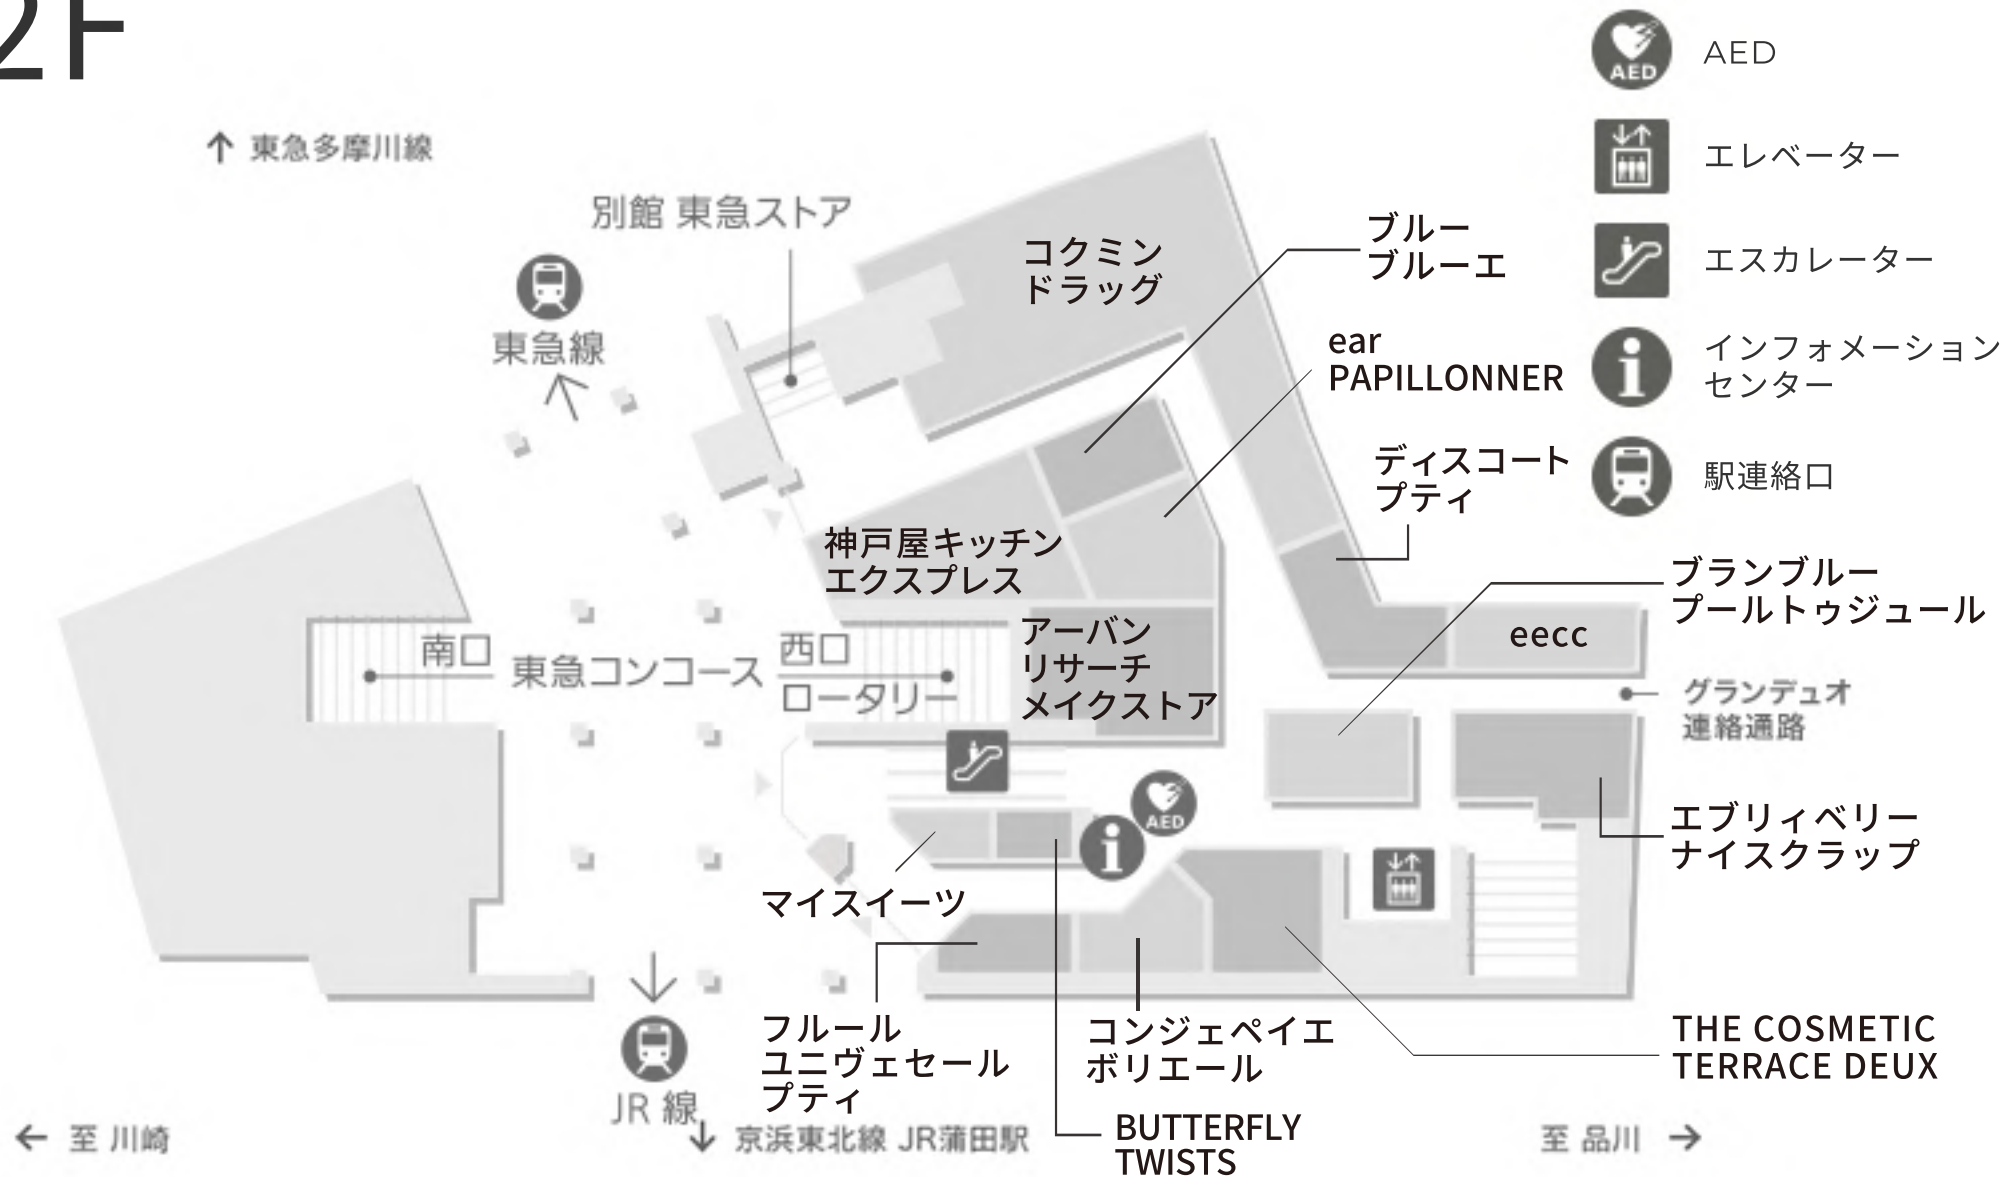 2F
AED
AED
エレベーター
エスカレーター
インフォメーション
センター
駅連絡口
↑ 東急多摩川線
別館 東急ストア
東急線
コクミン
ドラッグ
ブルー
ブルーエ
ear
PAPILLONNER
ディスコート
プティ
神戸屋キッチン
エクスプレス
ブランブルー
プールトゥジュール
eecc
アーバン
リサーチ
メイクストア
南口
東急コンコース
西口
ロータリー
グランデュオ
連絡通路
AED
エブリィベリー
ナイスクラップ
マイスイーツ
フルール
ユニヴェセール
プティ
コンジェペイエ
ボリエール
THE COSMETIC
TERRACE DEUX
BUTTERFLY
TWISTS
JR 線
← 至 川崎
↓ 京浜東北線 JR蒲田駅
至 品川 →